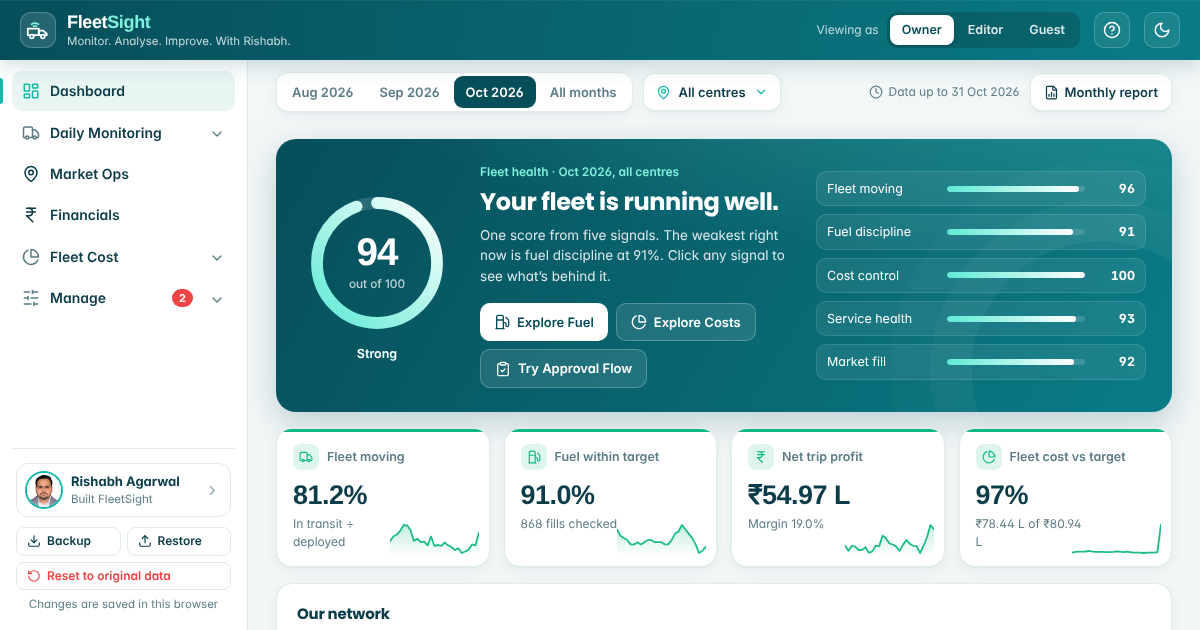 FleetSight
Monitor. Analyse. Improve. With Rishabh.
Viewing as
Owner
Editor
Guest
Dashboard
Daily Monitoring
Market Ops
Financials
Fleet Cost
Manage
2
Rishabh Agarwal
Built FleetSight
Backup
Restore
Reset to original data
Changes are saved in this browser
Aug 2026
Sep 2026
Oct 2026
All months
All centres
Data up to 31 Oct 2026
Monthly report
94
out of 100
Strong
Fleet health · Oct 2026, all centres
Your fleet is running well.
One score from five signals. The weakest right
now is fuel discipline at 91%. Click any signal to
see what's behind it.
Explore Fuel
Explore Costs
Try Approval Flow
Fleet moving 96
Fuel discipline 91
Cost control 100
Service health 93
Market fill 92
Fleet moving
81.2%
In transit ÷
deployed
Fuel within target
91.0%
868 fills checked
Net trip profit
₹54.97 L
Margin 19.0%
Fleet cost vs target
97%
₹78.44 L of ₹80.94
L
Our network